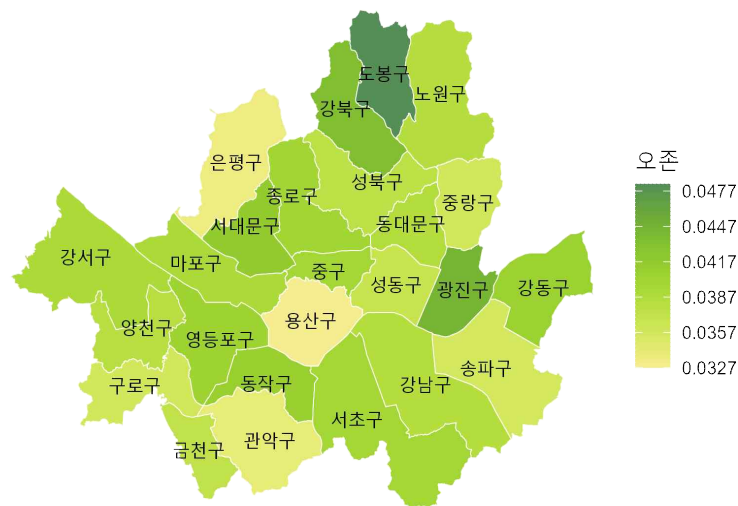 도봉구
노원구
강북구
은평구
성북구
중랑구
종로구
서대문구
동대문구
강서구
마포구
중구
성동구
광진구
강동구
양천구
영등포구
용산구
송파구
구로구
동작구
강남구
서초구
관악구
금천구
오존
0.0477
0.0447
0.0417
0.0387
0.0357
0.0327